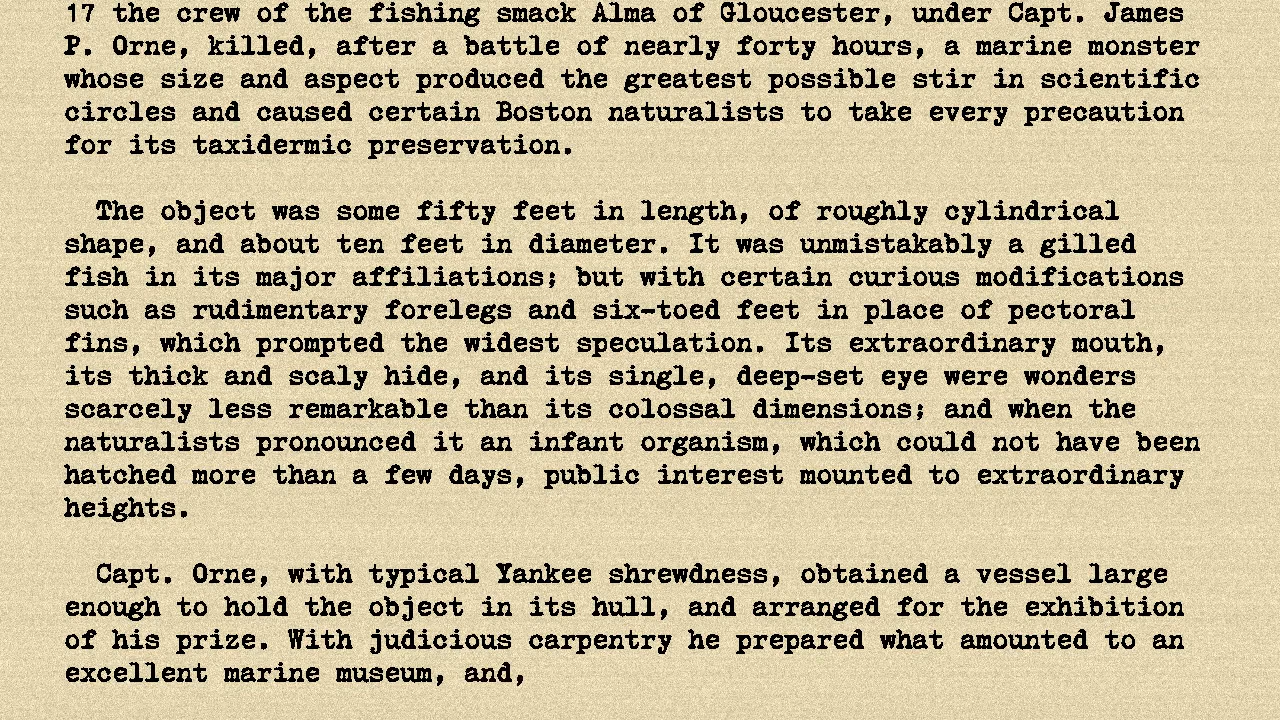 17 the crew of the fishing smack Alma of Gloucester, under Capt. James
P. Orne, killed, after a battle of nearly forty hours, a marine monster
whose size and aspect produced the greatest possible stir in scientific
circles and caused certain Boston naturalists to take every precaution
for its taxidermic preservation.
The object was some fifty feet in length, of roughly cylindrical
shape, and about ten feet in diameter. It was unmistakably a gilled
fish in its major affiliations; but with certain curious modifications
such as rudimentary forelegs and six-toed feet in place of pectoral
fins, which prompted the widest speculation. Its extraordinary mouth,
its thick and scaly hide, and its single, deep-set eye were wonders
scarcely less remarkable than its colossal dimensions; and when the
naturalists pronounced it an infant organism, which could not have been
hatched more than a few days, public interest mounted to extraordinary
heights.
Capt. Orne, with typical Yankee shrewdness, obtained a vessel large
enough to hold the object in its hull, and arranged for the exhibition
of his prize. With judicious carpentry he prepared what amounted to an
excellent marine museum, and,